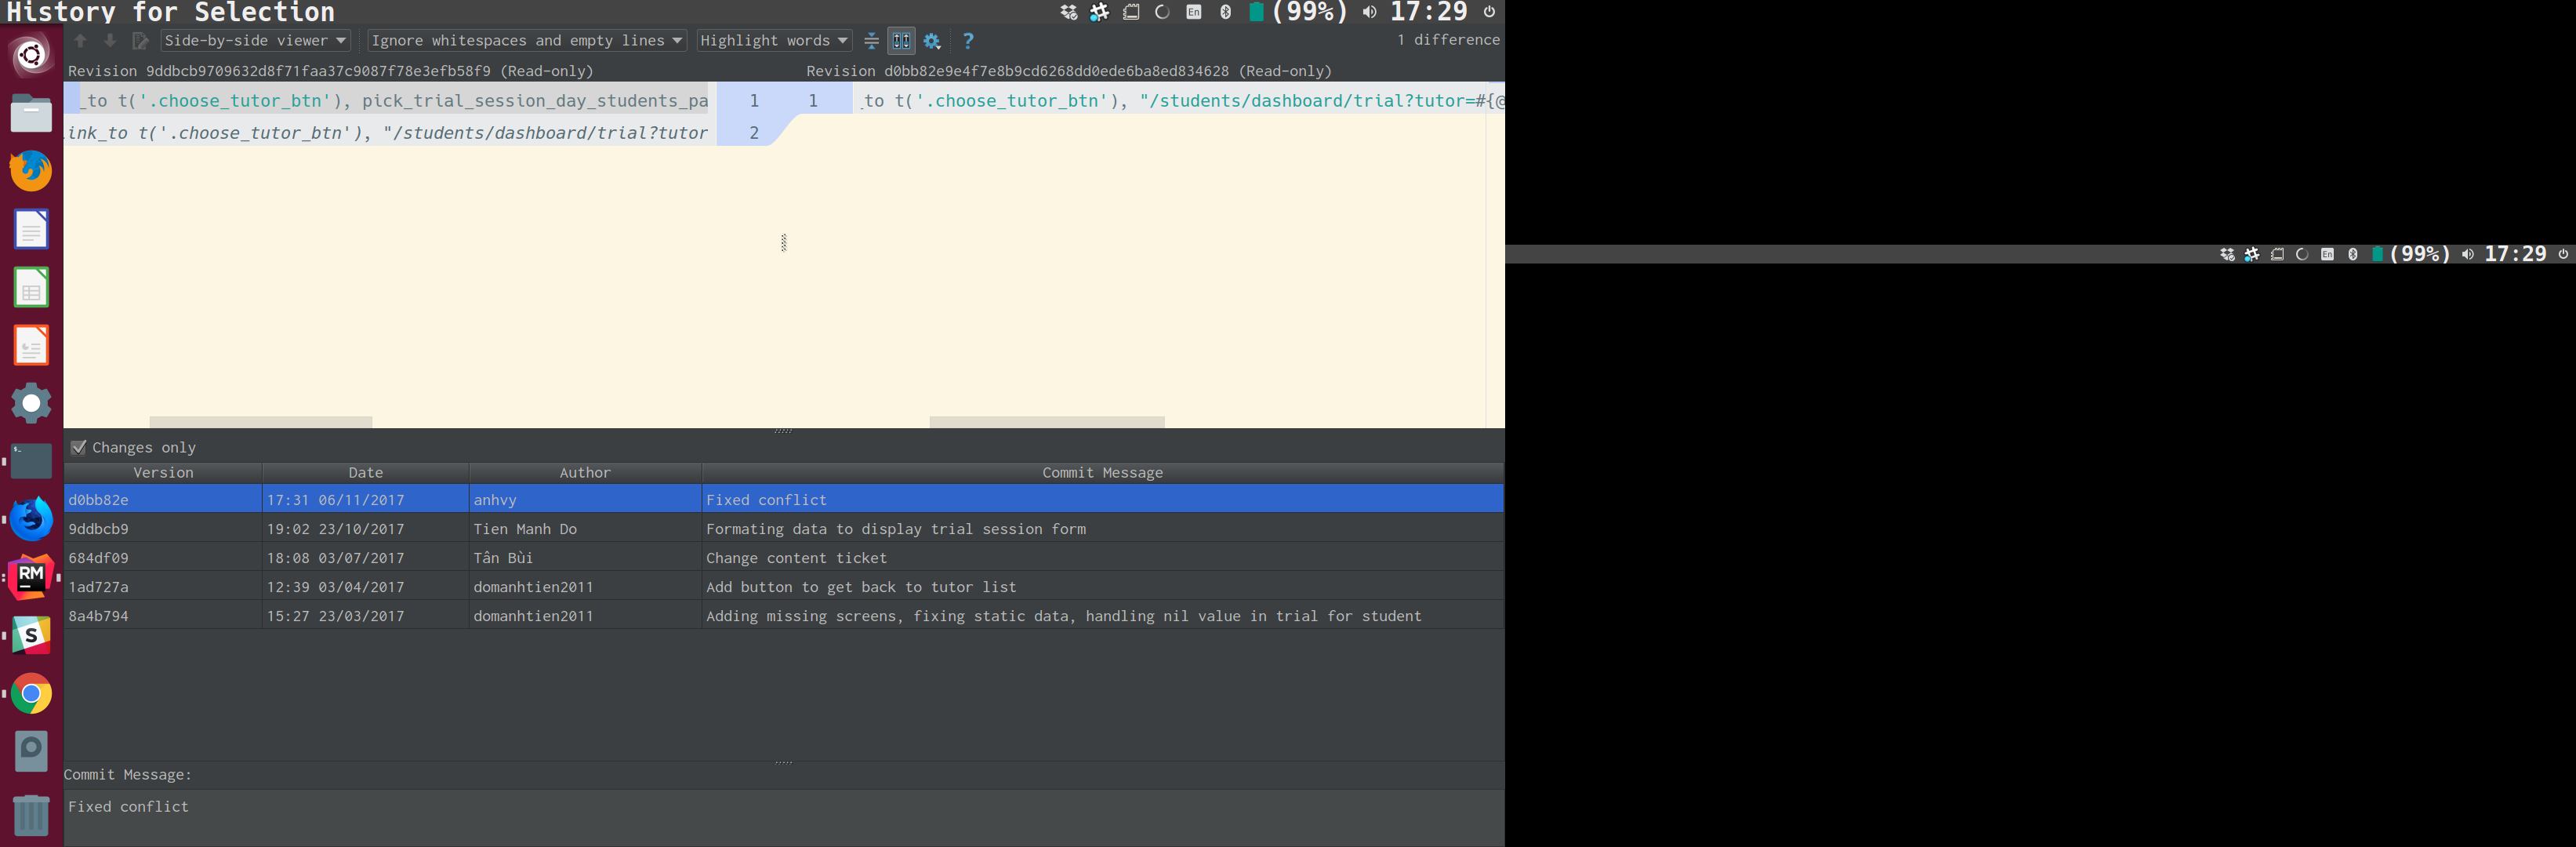 History for Selection En (99%) 17:29
Side-by-side viewer Ignore whitespaces and empty lines Highlight words ? 1 difference
Revision 9ddbcb9709632d8f71faa37c9087f78e3efb58f9 (Read-only) Revision d0bb82e9e4f7e8b9cd6268dd0ede6ba8ed834628 (Read-only)
_to t('.choose_tutor_btn'), pick_trial_session_day_students_pa 1 1 _to t('.choose_tutor_btn'), "/students/dashboard/trial?tutor=#{@
ink_to t('.choose_tutor_btn'), "/students/dashboard/trial?tutor 2
En (99%) 17:29
Changes only
Version Date Author Commit Message
d0bb82e 17:31 06/11/2017 anhvy Fixed conflict
9ddbcb9 19:02 23/10/2017 Tien Manh Do Formating data to display trial session form
684df09 18:08 03/07/2017 Tân Bùi Change content ticket
1ad727a 12:39 03/04/2017 domanhtien2011 Add button to get back to tutor list
8a4b794 15:27 23/03/2017 domanhtien2011 Adding missing screens, fixing static data, handling nil value in trial for student
RM
S
Commit Message:
Fixed conflict